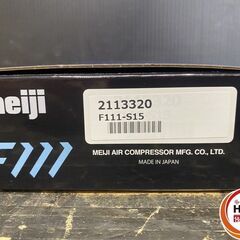 meiji
2113320
F111-S15
F111
MEIJI AIR COMPRESSOR MFG. CO., LTD.
MADE IN JAPAN